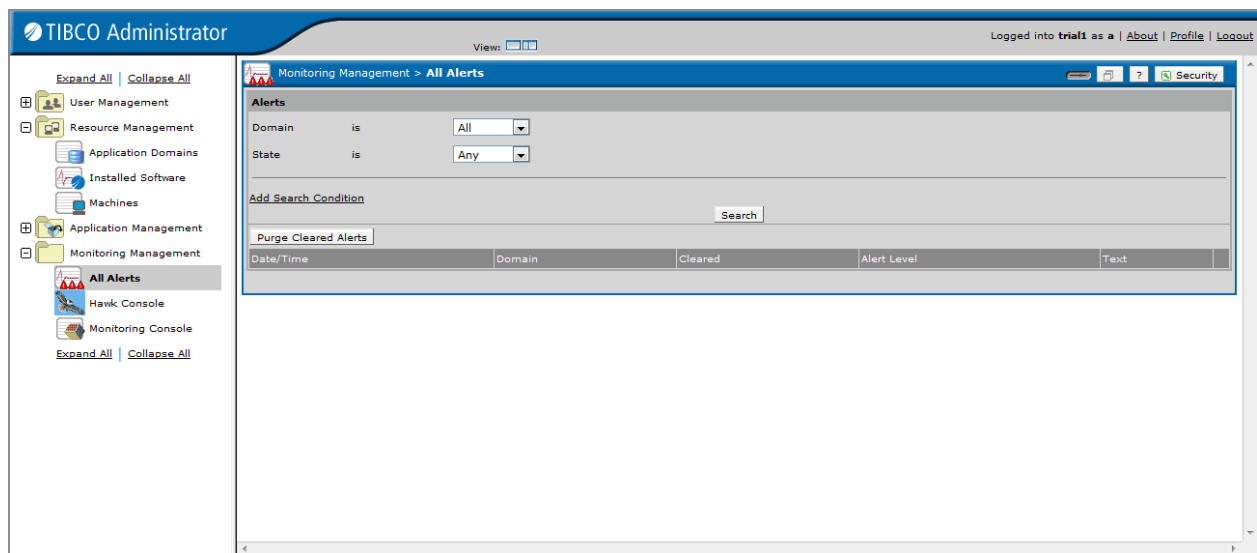 TIBCO Administrator
View:
Logged into trial1 as a | About | Profile | Logout
Expand All | Collapse All
User Management
Resource Management
Application Domains
Installed Software
Machines
Application Management
Monitoring Management
All Alerts
Hawk Console
Monitoring Console
Expand All | Collapse All
Monitoring Management > All Alerts
? Security
Alerts
Domain is All
State is Any
Add Search Condition
Search
Purge Cleared Alerts
Date/Time Domain Cleared Alert Level Text